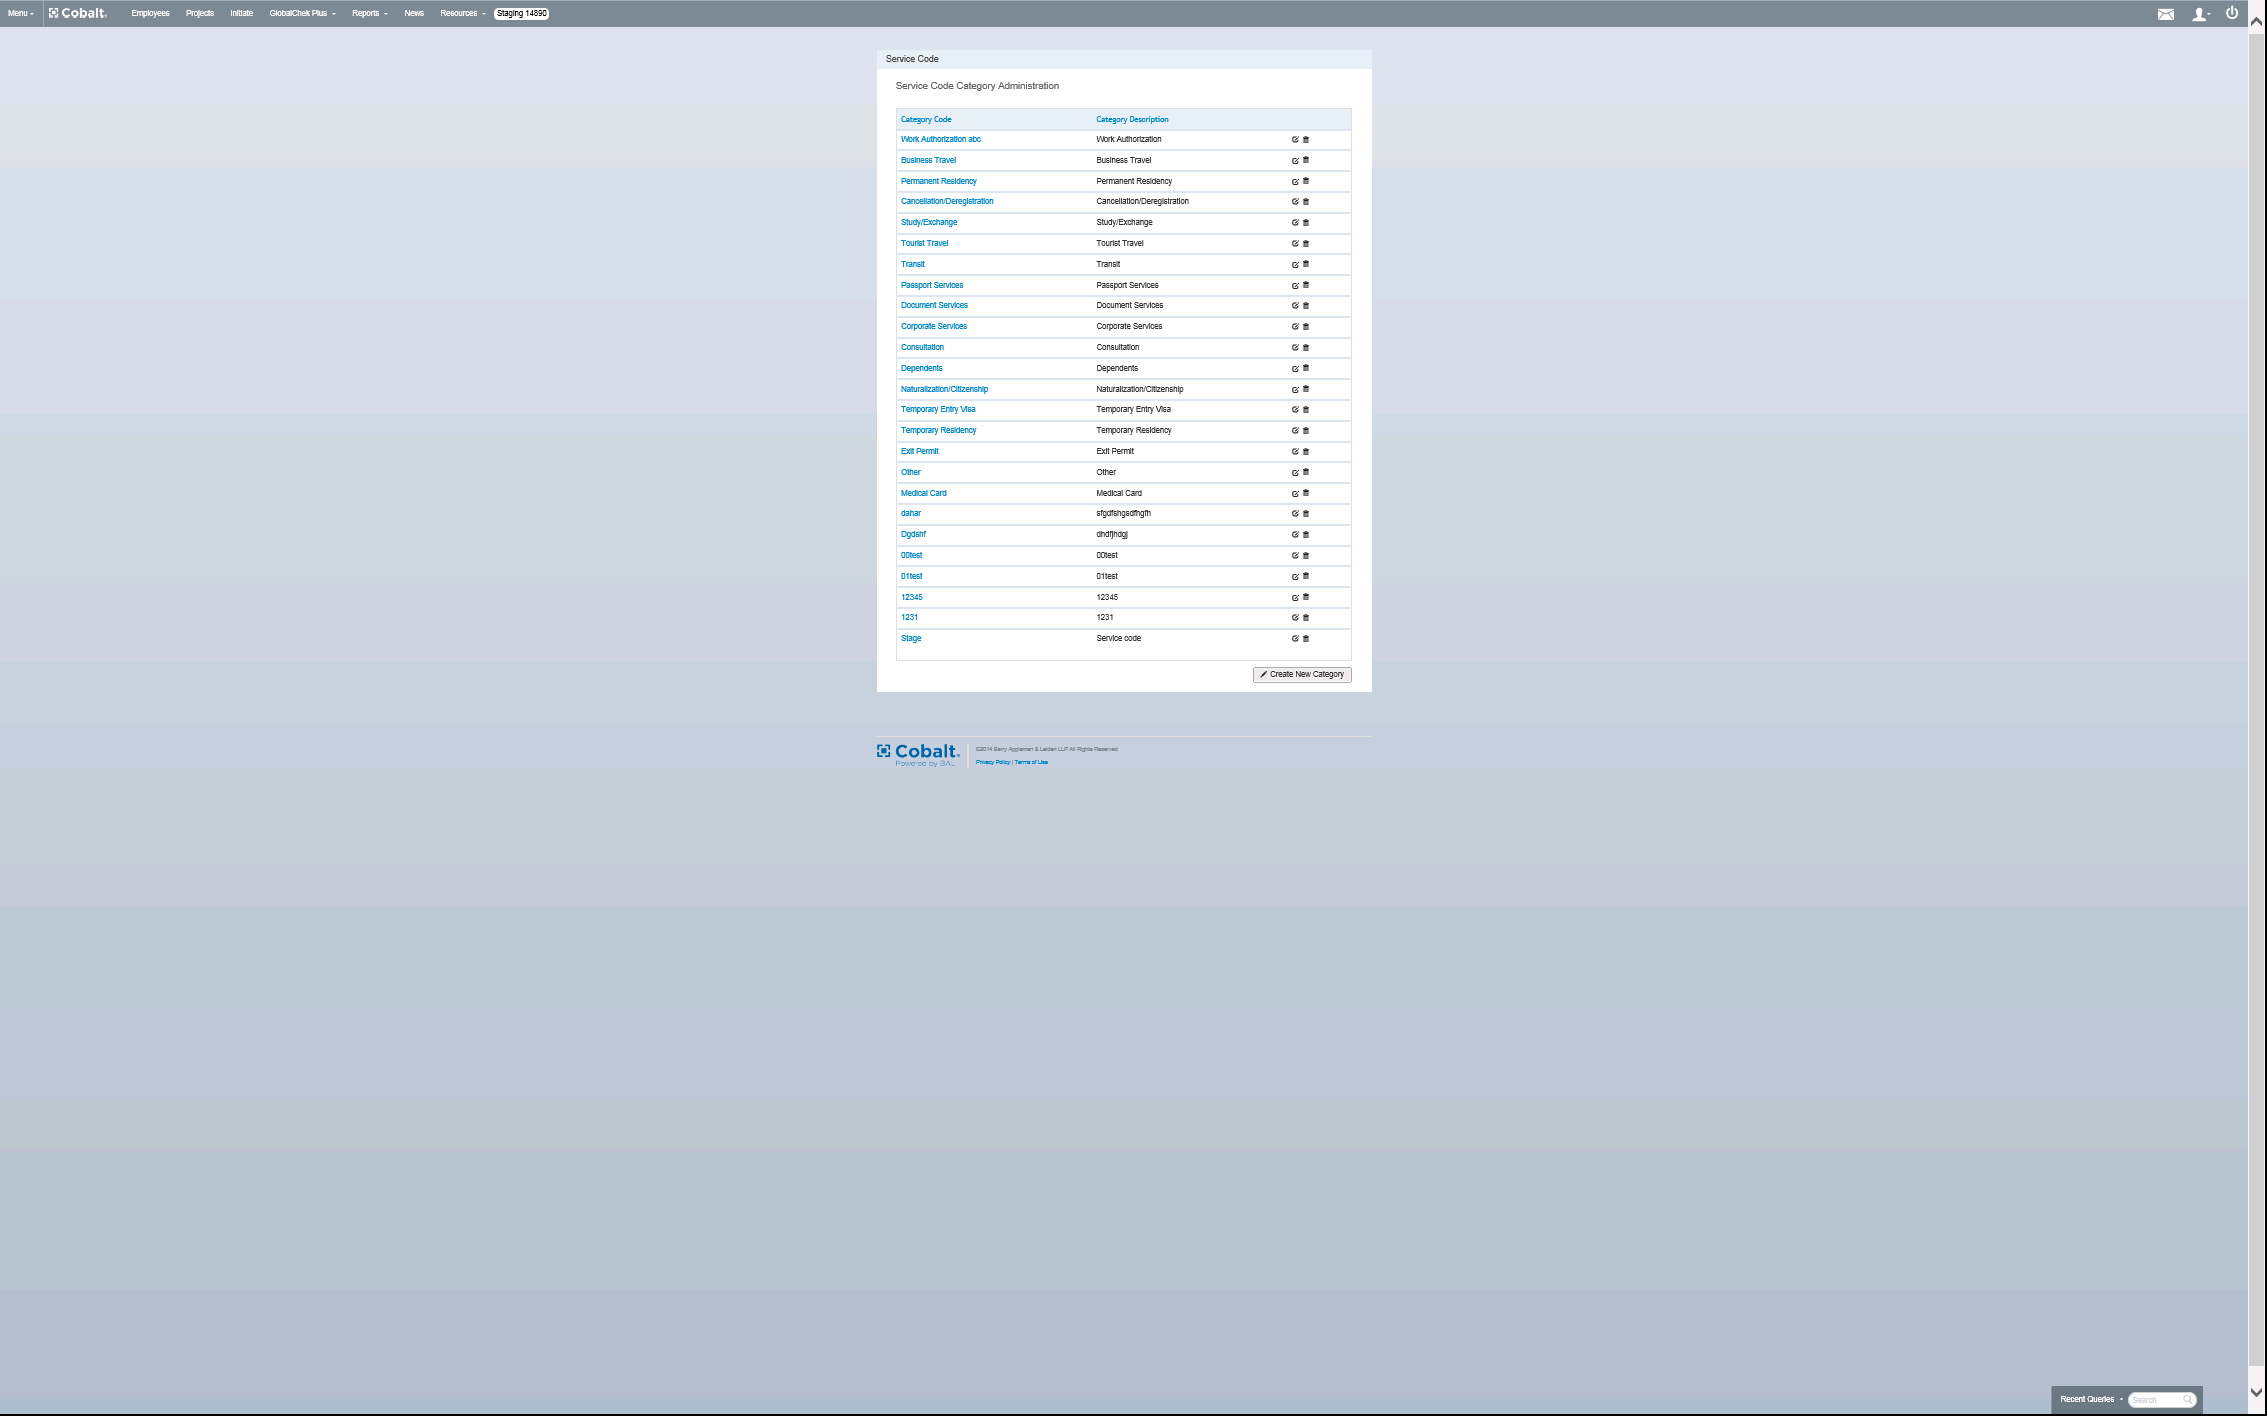 Menu Cobalt Employees Projects Initiate GlobalChek Plus Reports News Resources Staging 14890
Service Code
Service Code Category Administration
Category Code Category Description
Work Authorization abc Work Authorization
Business Travel Business Travel
Permanent Residency Permanent Residency
Cancellation/Deregistration Cancellation/Deregistration
Study/Exchange Study/Exchange
Tourist Travel Tourist Travel
Transit Transit
Passport Services Passport Services
Document Services Document Services
Corporate Services Corporate Services
Consultation Consultation
Dependents Dependents
Naturalization/Citizenship Naturalization/Citizenship
Temporary Entry Visa Temporary Entry Visa
Temporary Residency Temporary Residency
Exit Permit Exit Permit
Other Other
Medical Card Medical Card
dahar sfgdfshgsdfhgfh
Dgdshf dhdfjhdgj
00test 00test
01test 01test
12345 12345
1231 1231
Stage Service code
Create New Category
Cobalt ©2014 Berry Appleman & Leiden LLP All Rights Reserved
Powered by BAL Privacy Policy | Terms of Use
Recent Queries Search